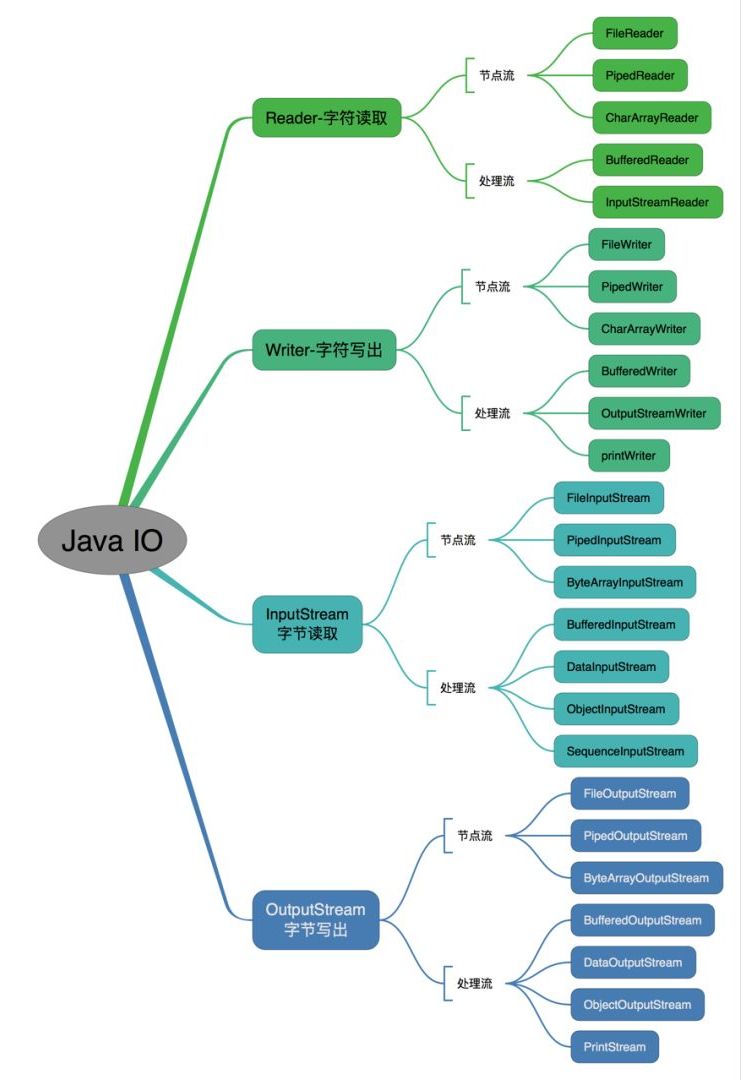 Java IO
Reader-字符读取
节点流
FileReader
PipedReader
CharArrayReader
处理流
BufferedReader
InputStreamReader
Writer-字符写出
节点流
FileWriter
PipedWriter
CharArrayWriter
处理流
BufferedWriter
OutputStreamWriter
printWriter
InputStream
字节读取
节点流
FileInputStream
PipedInputStream
ByteArrayInputStream
处理流
BufferedInputStream
DataInputStream
ObjectInputStream
SequenceInputStream
OutputStream
字节写出
节点流
FileOutputStream
PipedOutputStream
ByteArrayOutputStream
处理流
BufferedOutputStream
DataOutputStream
ObjectOutputStream
PrintStream